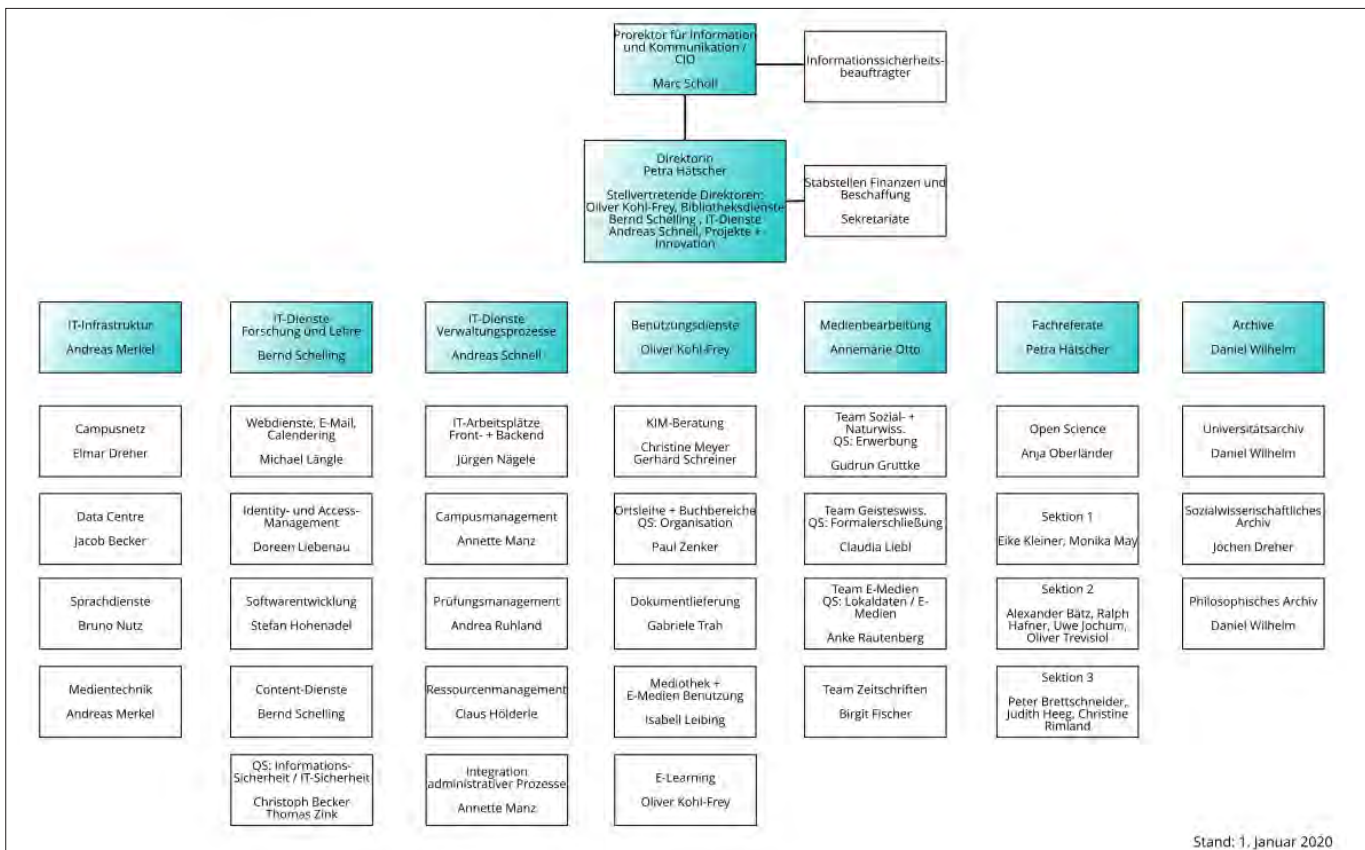 Prorektor für Information
und Kommunikation /
CIO
Marc Scholl
Informationssicherheits-
beauftragter
Direktorin
Petra Hätscher
Stellvertretende Direktoren:
Oliver Kohl-Frey, Bibliotheksdienste
Bernd Schelling , IT-Dienste
Andreas Schnell, Projekte +
Innovation
Stabstellen Finanzen und
Beschaffung
Sekretariate
IT-Infrastruktur
Andreas Merkel
IT-Dienste
Forschung und Lehre
Bernd Schelling
IT-Dienste
Verwaltungsprozesse
Andreas Schnell
Benutzungsdienste
Oliver Kohl-Frey
Medienbearbeitung
Annemarie Otto
Fachreferate
Petra Hätscher
Archive
Daniel Wilhelm
Campusnetz
Elmar Dreher
Webdienste, E-Mail,
Calendering
Michael Längle
IT-Arbeitsplätze
Front- + Backend
Jürgen Nägele
KIM-Beratung
Christine Meyer
Gerhard Schreiner
Team Sozial- +
Naturwiss.
QS: Erwerbung
Gudrun Gruttke
Open Science
Anja Oberländer
Universitätsarchiv
Daniel Wilhelm
Data Centre
Jacob Becker
Identity- und Access-
Management
Doreen Liebenau
Campusmanagement
Annette Manz
Ortsleihe + Buchbereiche
QS: Organisation
Paul Zenker
Team Geisteswiss.
QS: Formalerschließung
Claudia Liebl
Sektion 1
Eike Kleiner, Monika May
Sozialwissenschaftliches
Archiv
Jochen Dreher
Sprachdienste
Bruno Nutz
Softwarentwicklung
Stefan Hohenadel
Prüfungsmanagement
Andrea Ruhland
Dokumentlieferung
Gabriele Trah
Team E-Medien
QS: Lokaldaten / E-
Medien
Anke Rautenberg
Sektion 2
Alexander Bätz, Ralph
Hafner, Uwe Jochum,
Oliver Trevisiol
Philosophisches Archiv
Daniel Wilhelm
Medientechnik
Andreas Merkel
Content-Dienste
Bernd Schelling
Ressourcenmanagement
Claus Hölderle
Mediothek +
E-Medien Benutzung
Isabell Leibing
Team Zeitschriften
Birgit Fischer
Sektion 3
Peter Brettschneider,
Judith Heeg, Christine
Rimland
QS: Informations-
Sicherheit / IT-Sicherheit
Christoph Becker
Thomas Zink
Integration
administrativer Prozesse
Annette Manz
E-Learning
Oliver Kohl-Frey
Stand: 1. Januar 2020